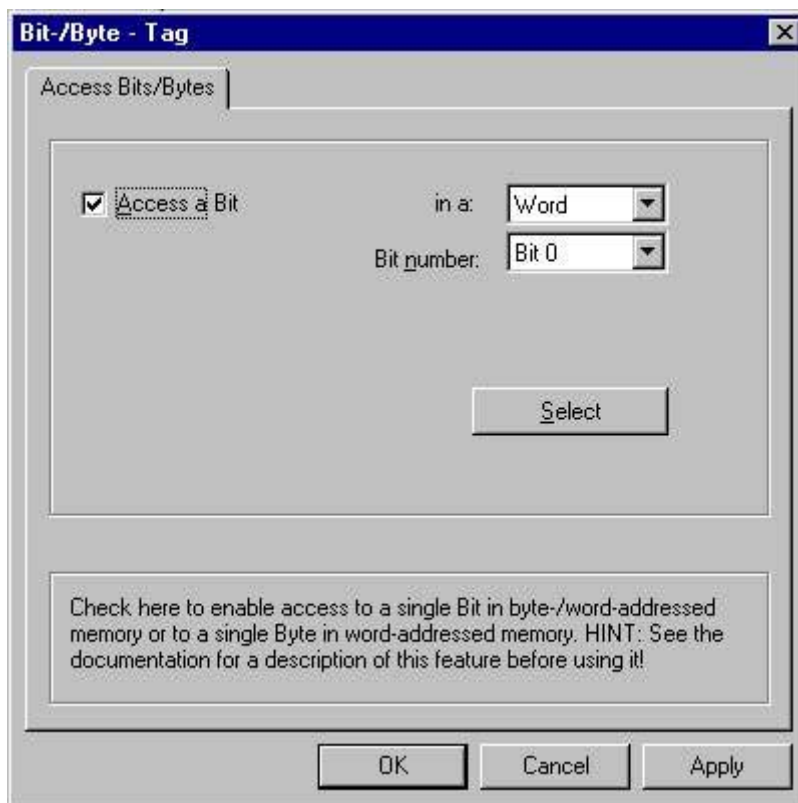 Bit-/Byte - Tag
Access Bits/Bytes
Access a Bit in a: Word
Bit number: Bit 0
Select
Check here to enable access to a single Bit in byte-/word-addressed
memory or to a single Byte in word-addressed memory. HINT: See the
documentation for a description of this feature before using it!
OK Cancel Apply